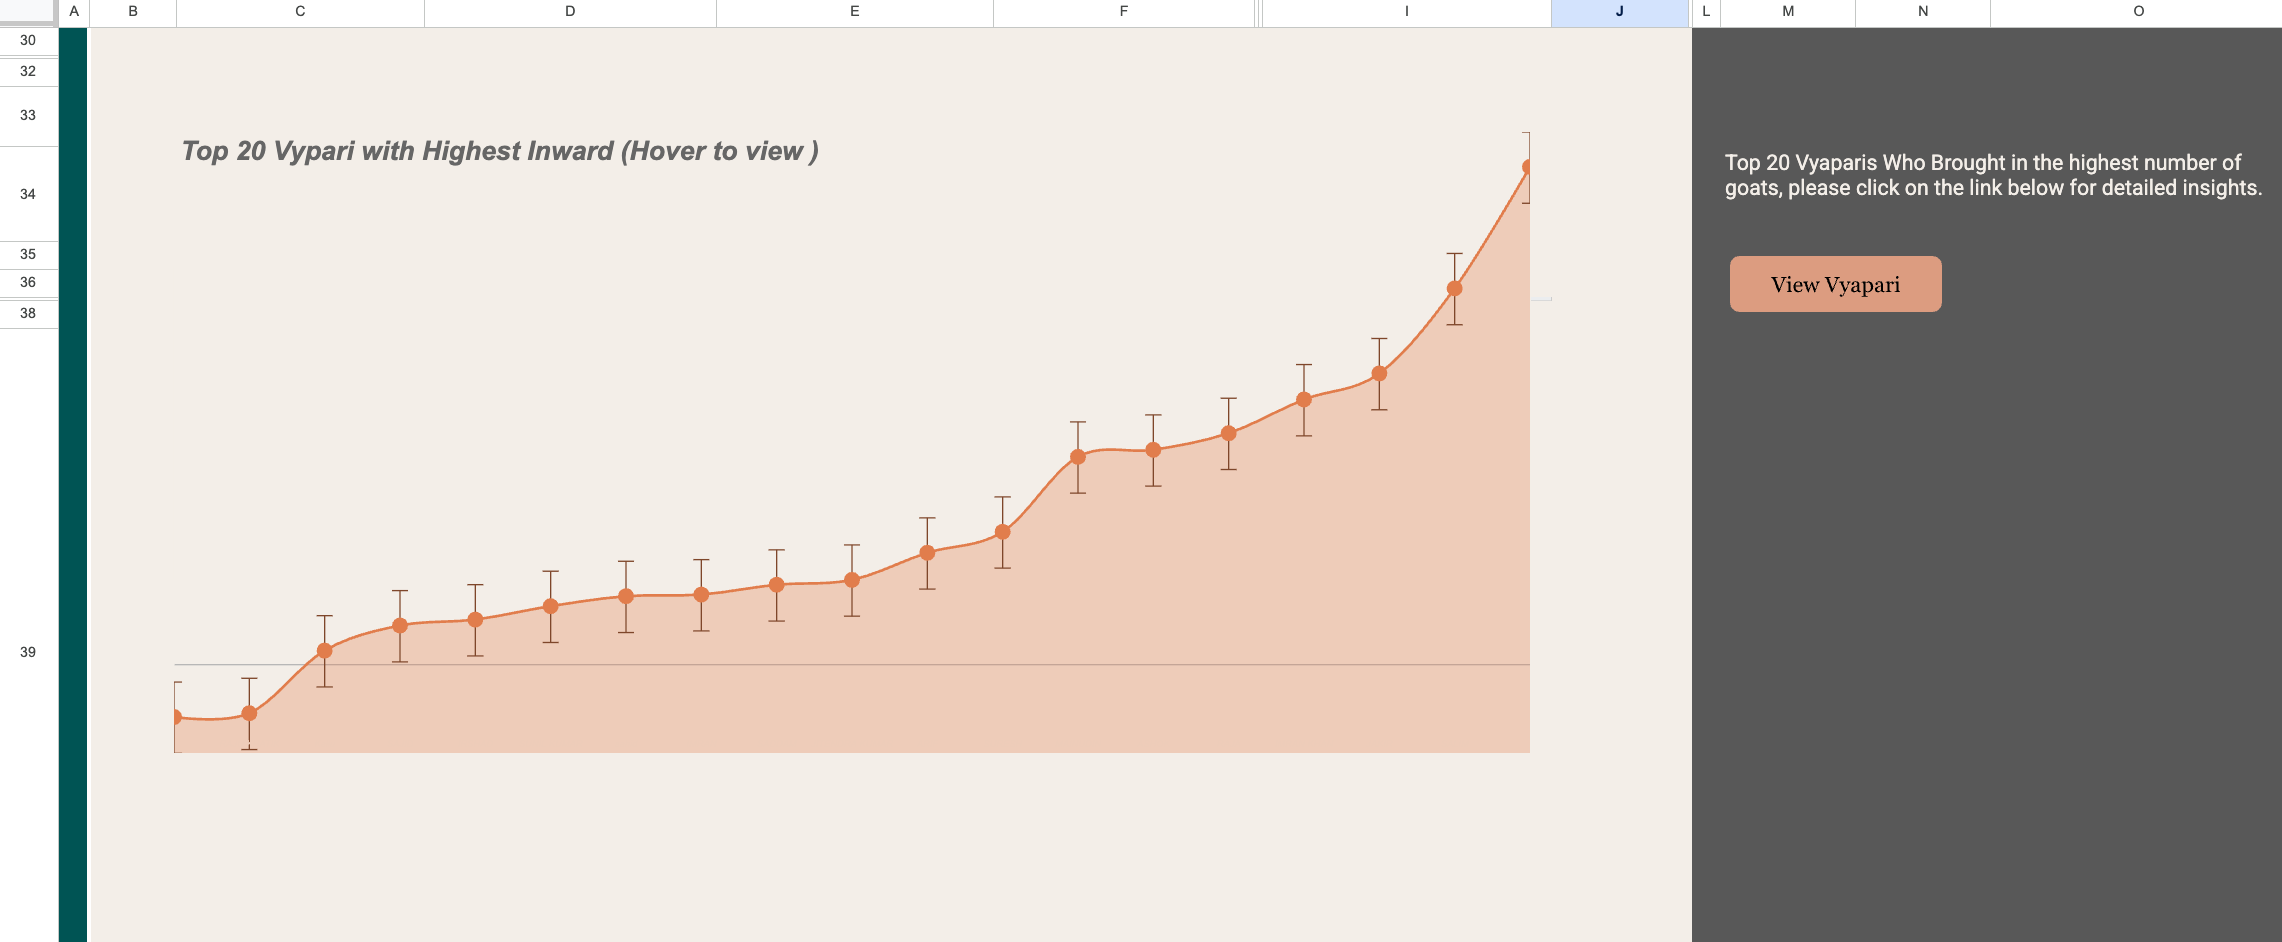 A B C D E F I J L M N O
30
32
33
Top 20 Vypari with Highest Inward (Hover to view )
Top 20 Vyaparis Who Brought in the highest number of
goats, please click on the link below for detailed insights.
34
35
36
View Vyapari
38
39